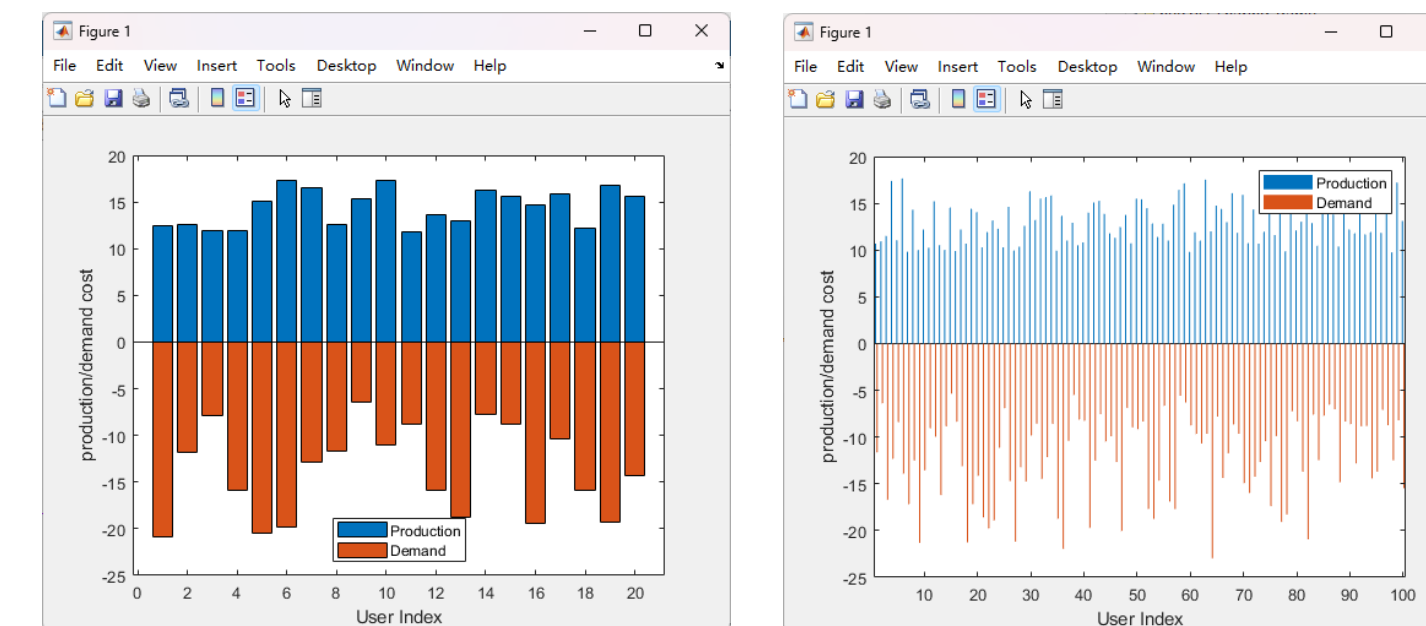 Figure 1
File Edit View Insert Tools Desktop Window Help
20
15
10
5
0
-5
-10
-15
-20
-25
production/demand cost
Production
Demand
0 2 4 6 8 10 12 14 16 18 20
User Index
Figure 1
File Edit View Insert Tools Desktop Window Help
20
15
10
5
0
-5
-10
-15
-20
-25
production/demand cost
Production
Demand
10 20 30 40 50 60 70 80 90 100
User Index